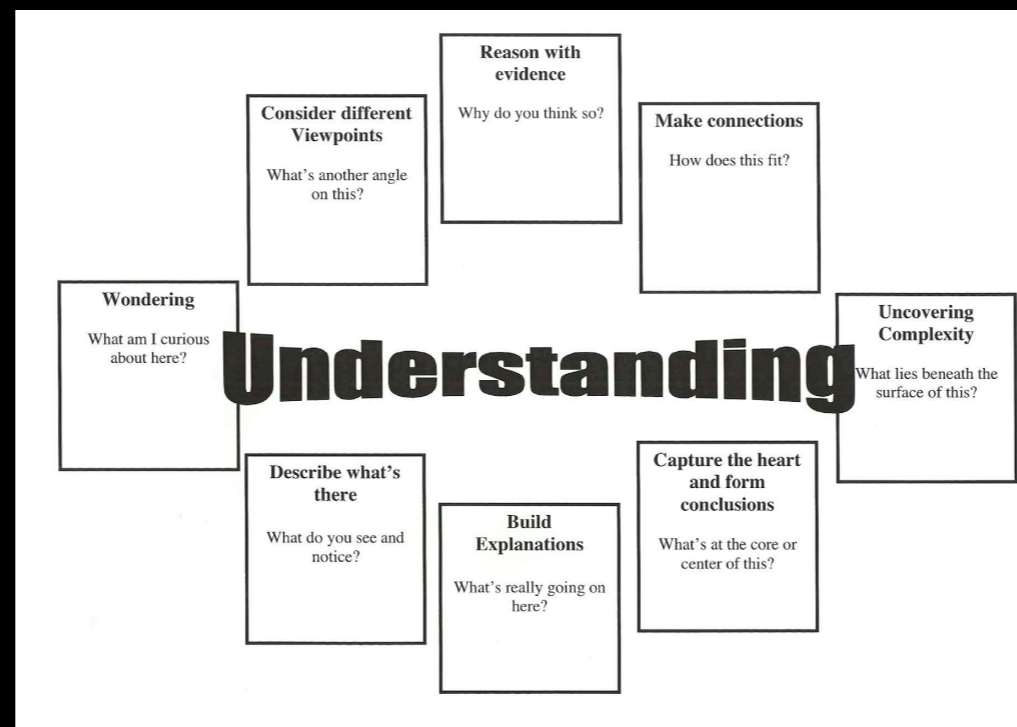 Reason with
evidence
Why do you think so?
Consider different
Viewpoints
What's another angle
on this?
Make connections
How does this fit?
Wondering
What am I curious
about here?
Understanding
Uncovering
Complexity
What lies beneath the
surface of this?
Describe what's
there
What do you see and
notice?
Build
Explanations
What's really going on
here?
Capture the heart
and form
conclusions
What's at the core or
center of this?